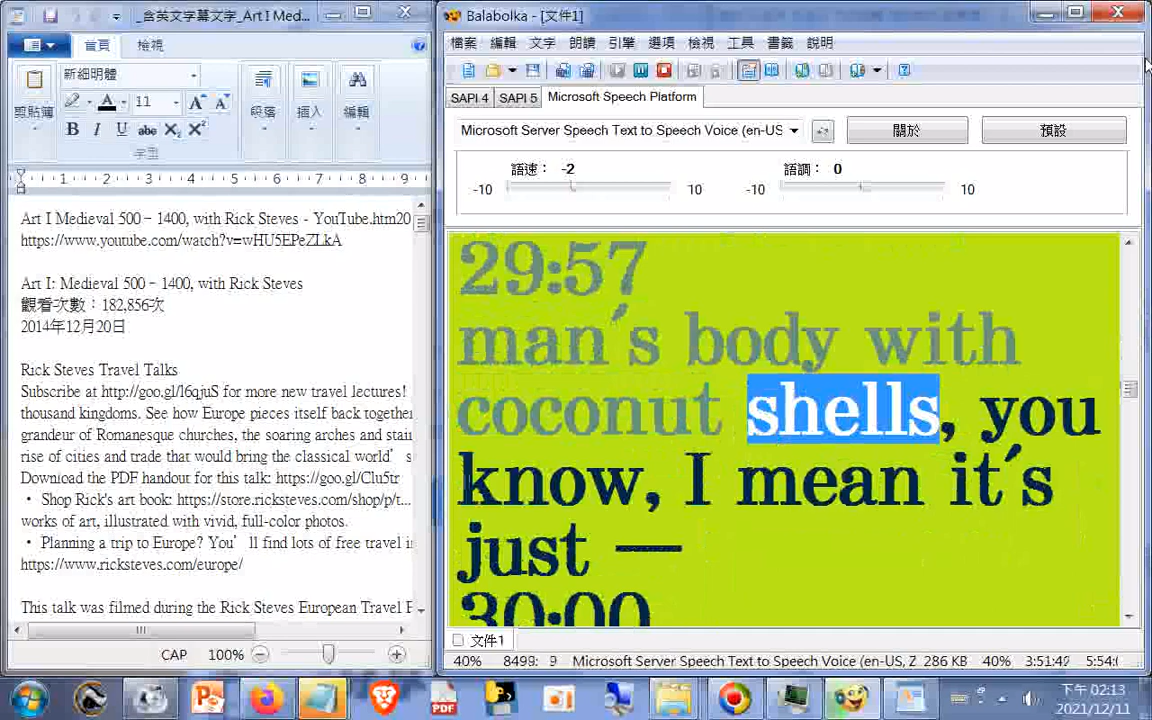 _含英文字幕文字_Art I Med...
首頁
檢視
新細明體
11
剪貼簿
段落
插入
編輯
字型
1 2 3 4 5 6 7 8 9
Art I Medieval 500–1400, with Rick Steves - YouTube.htm20
https://www.youtube.com/watch?v=wHU5EPeZLkA
Art I: Medieval 500–1400, with Rick Steves
觀看次數：182,856次
2014年12月20日
Rick Steves Travel Talks
Subscribe at http://goo.gl/l6qjuS for more new travel lectures!
thousand kingdoms. See how Europe pieces itself back together
grandeur of Romanesque churches, the soaring arches and stai
rise of cities and trade that would bring the classical world's
Download the PDF handout for this talk: https://goo.gl/Clu5tr
• Shop Rick's art book: https://store.ricksteves.com/shop/p/t...
works of art, illustrated with vivid, full-color photos.
• Planning a trip to Europe? You'll find lots of free travel i
https://www.ricksteves.com/europe/
This talk was filmed during the Rick Steves European Travel F
CAP 100%
Balabolka - [文件1]
檔案 編輯 文字 朗讀 引擎 選項 檢視 工具 書籤 說明
SAPI 4 SAPI 5 Microsoft Speech Platform
Microsoft Server Speech Text to Speech Voice (en-US
關於
預設
語速： -2
語調： 0
-10 10 -10 10
29:57
man's body with
coconut shells, you
know, I mean it's
just —
30:00
文件1
40% 8499: 9 Microsoft Server Speech Text to Speech Voice (en-US, Z 286 KB 40% 3:51:42 5:54:0
下午 02:13
2021/12/11